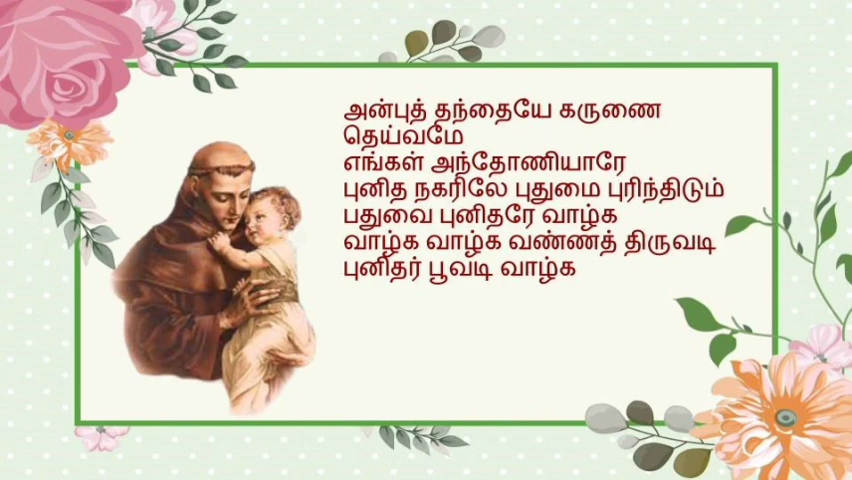 அன்புத் தந்தையே கருணை
தெய்வமே
எங்கள் அந்தோணியாரே
புனித நகரிலே புதுமை புரிந்திடும்
பதுவை புனிதரே வாழ்க
வாழ்க வாழ்க வண்ணத் திருவடி
புனிதர் பூவடி வாழ்க